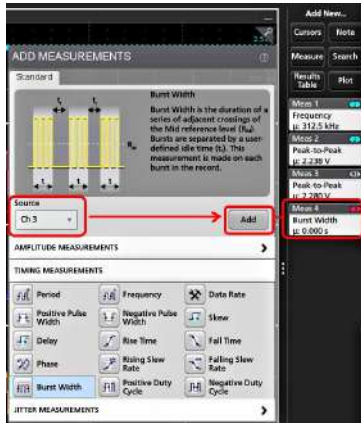 Add New...
Cursors Note
Measure Search
Results Table Plot
ADD MEASUREMENTS
Standard
Burst Width
Burst Width is the duration of a
series of adjacent crossings of
the Mid reference level (RM).
Bursts are separated by a user-
defined idle time (tI). This
measurement is made on each
burst in the record.
Source
Ch 3
Add
AMPLITUDE MEASUREMENTS
TIMING MEASUREMENTS
Period Frequency Data Rate
Positive Pulse Width Negative Pulse Width Skew
Delay Rise Time Fall Time
Phase Rising Slew Rate Falling Slew Rate
Burst Width Positive Duty Cycle Negative Duty Cycle
JITTER MEASUREMENTS
Meas 1
Frequency
µ: 312.5 kHz
Meas 2
Peak-to-Peak
µ: 2.238 V
Meas 3
Peak-to-Peak
µ: 2.280 V
Meas 4
Burst Width
µ: 0.000 s